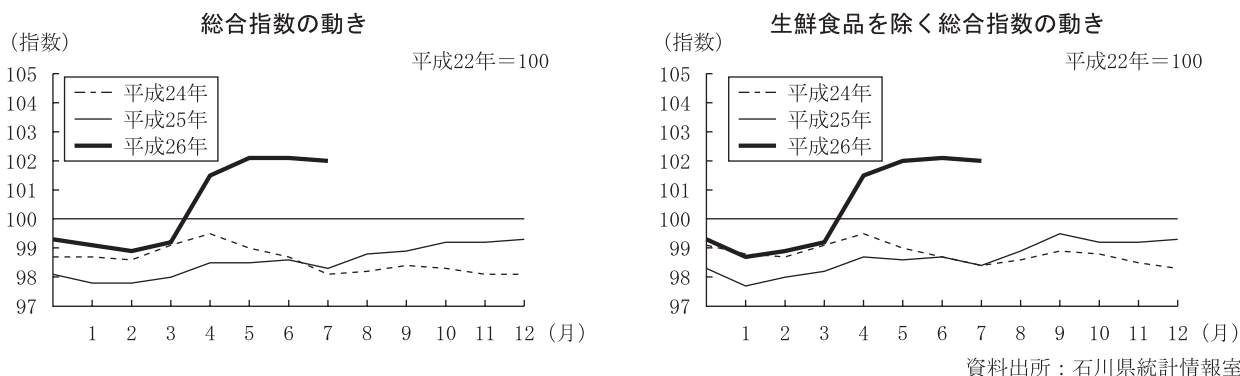 総合指数の動き
(指数)
平成22年＝100
105
104
103
102
101
100
99
98
97
平成24年
平成25年
平成26年
1 2 3 4 5 6 7 8 9 10 11 12 (月)
生鮮食品を除く総合指数の動き
(指数)
平成22年＝100
105
104
103
102
101
100
99
98
97
平成24年
平成25年
平成26年
1 2 3 4 5 6 7 8 9 10 11 12 (月)
資料出所：石川県統計情報室